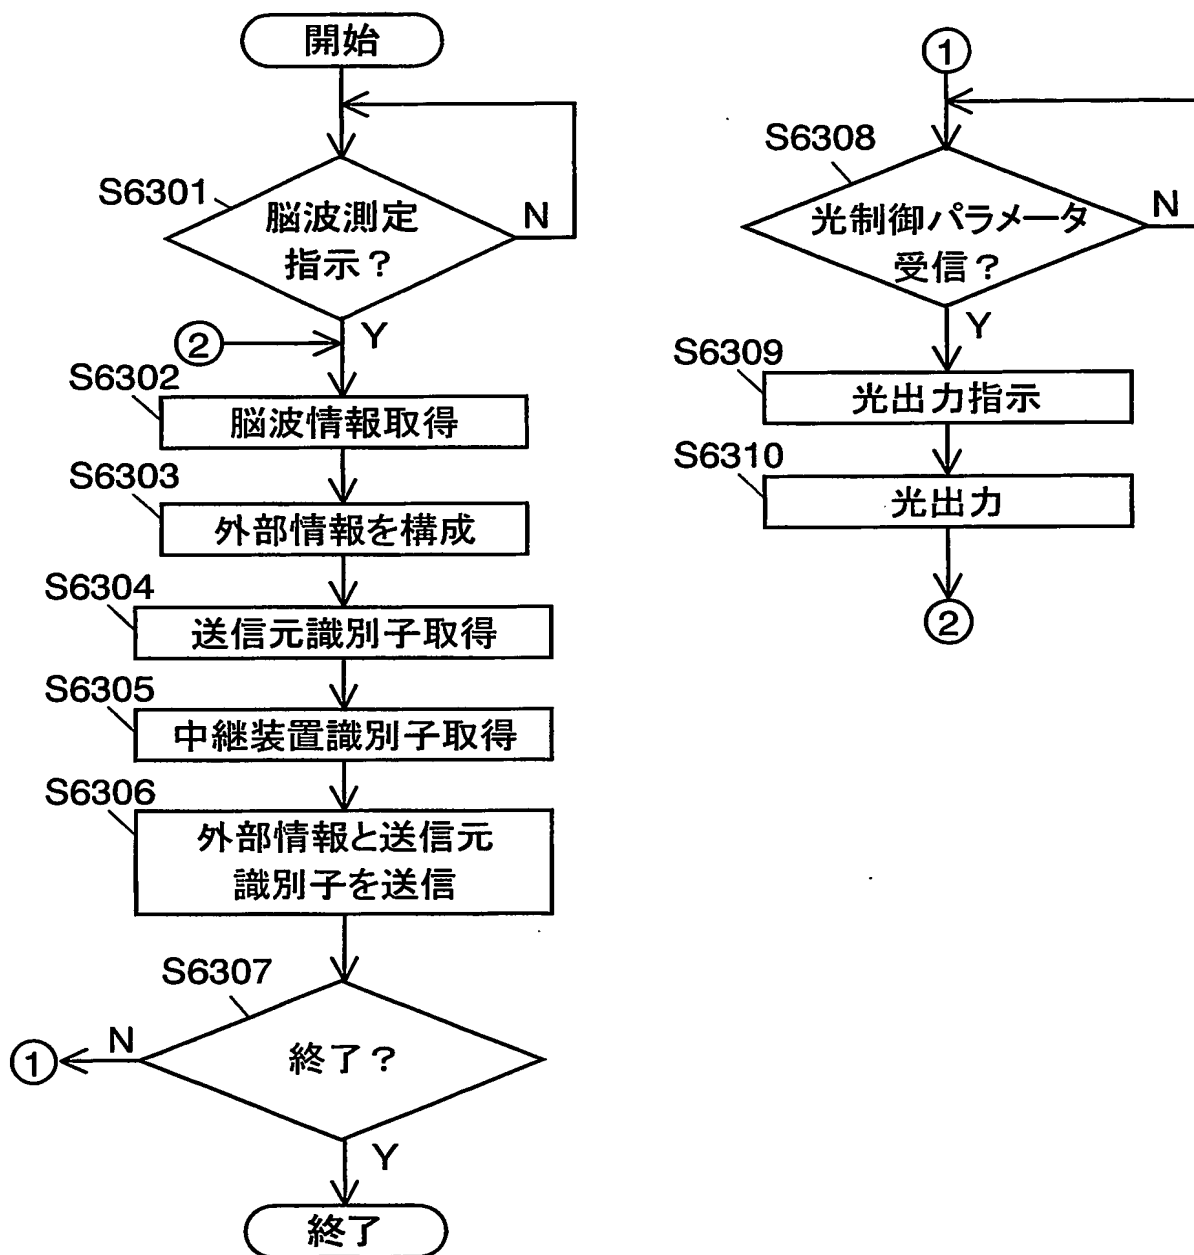 開始
S6301
脳波測定
指示?
N
Y
②
S6302
脳波情報取得
S6303
外部情報を構成
S6304
送信元識別子取得
S6305
中継装置識別子取得
S6306
外部情報と送信元
識別子を送信
S6307
終了?
N
①
Y
終了
①
S6308
光制御パラメータ
受信?
N
Y
S6309
光出力指示
S6310
光出力
②